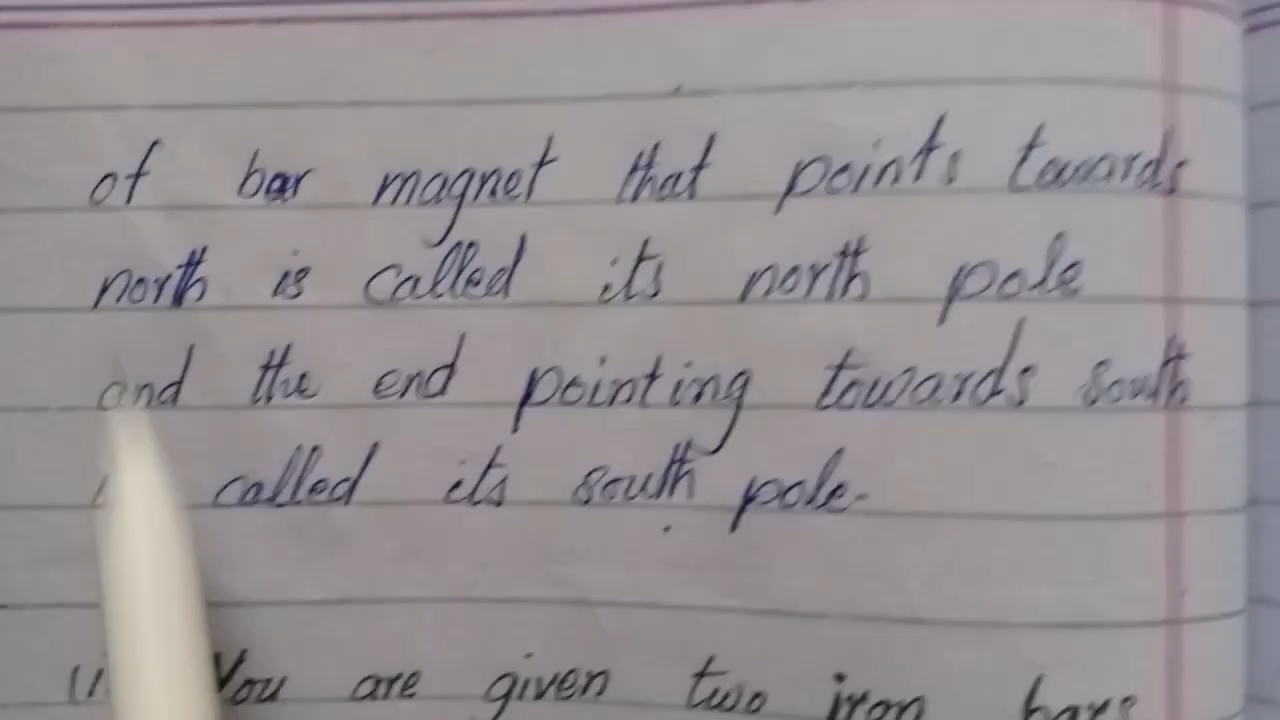 of bar magnet that points towards
north is called its north pole
and the end pointing towards south
called its south pole.
You are given two iron bars